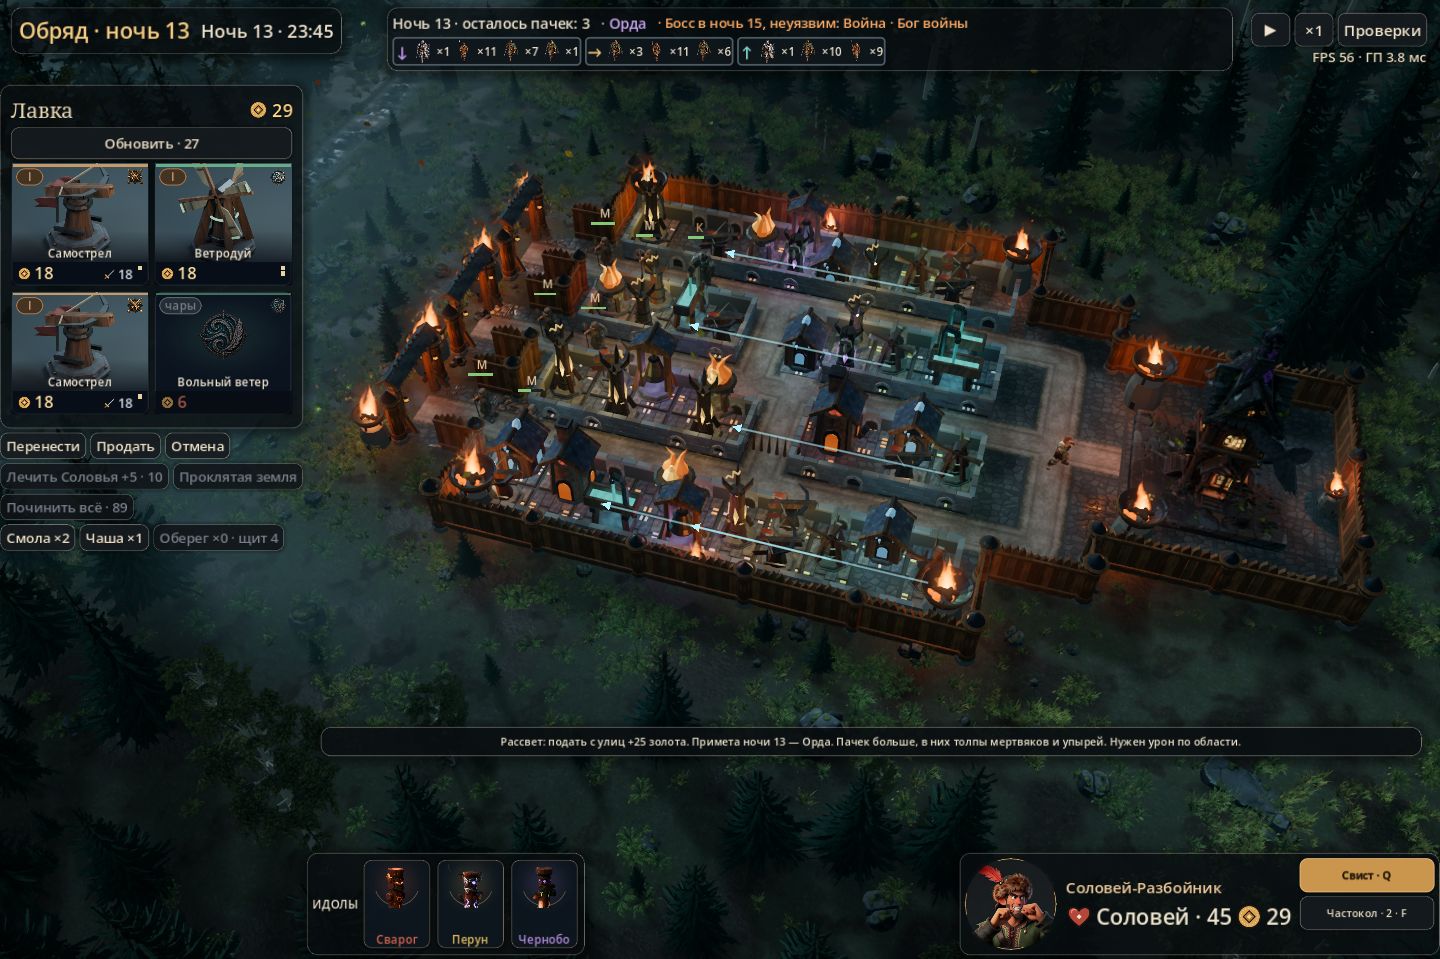 Обряд · ночь 13 Ночь 13 · 23:45
Ночь 13 · осталось пачек: 3 · Орда · Босс в ночь 15, неуязвим: Война · Бог войны
↓ ×1 ×11 ×7 ×1 → ×3 ×11 ×6 ↑ ×1 ×10 ×9
×1 Проверки
FPS 56 · ГП 3.8 мс
Лавка 29
Обновить · 27
I I
Самострел Ветродуй
18 18 18
I чары
Самострел Вольный ветер
18 18 6
Перенести Продать Отмена
Лечить Соловья +5 · 10 Проклятая земля
Починить всё · 89
Смола ×2 Чаша ×1 Оберег ×0 · щит 4
М
М К
М М
М М
Рассвет: подать с улиц +25 золота. Примета ночи 13 — Орда. Пачек больше, в них толпы мертвяков и упырей. Нужен урон по области.
идолы
Сварог Перун Чернобо
Соловей-Разбойник
Соловей · 45 29
Свист · Q
Частокол · 2 · F